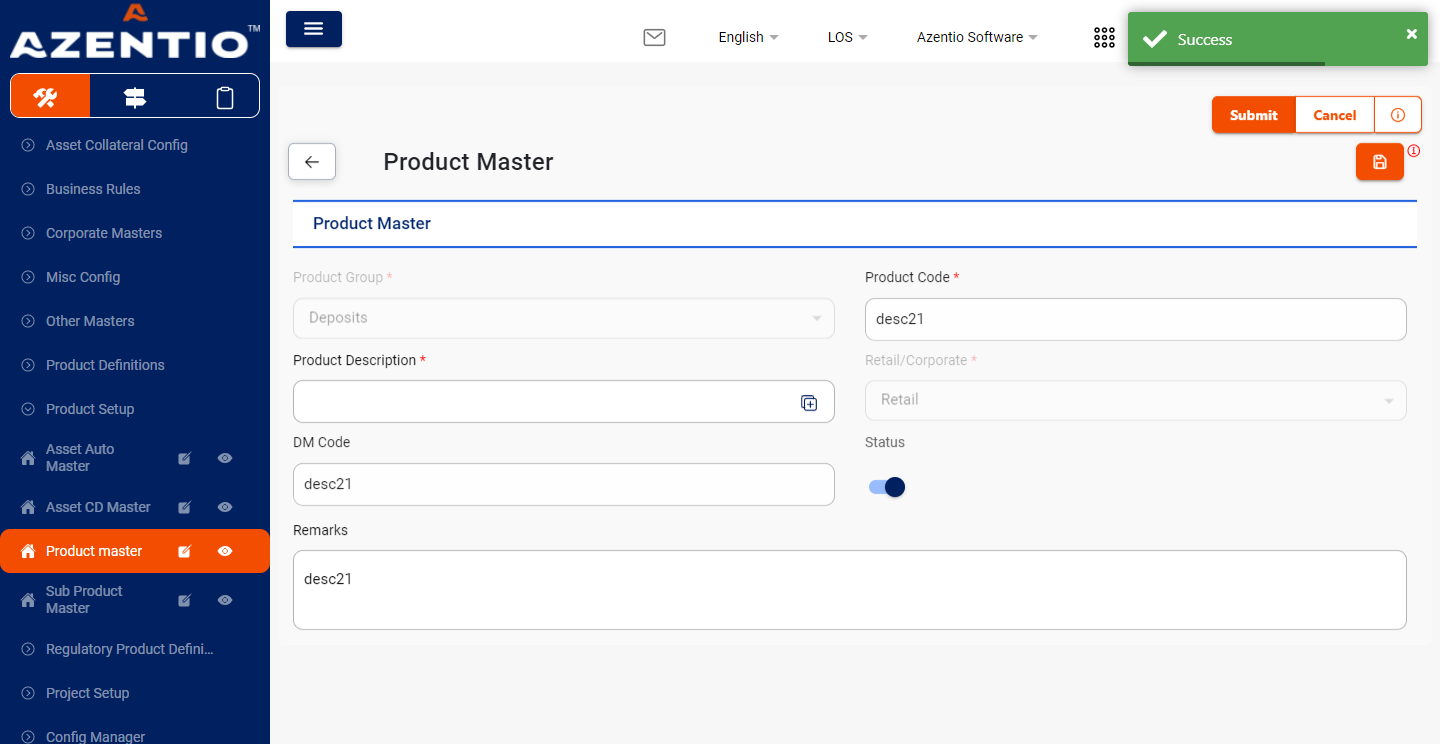 AZENTIO™
English
LOS
Azentio Software
Success
Submit
Cancel
Product Master
Product Master
Asset Collateral Config
Business Rules
Corporate Masters
Misc Config
Other Masters
Product Definitions
Product Setup
Asset Auto
Master
Asset CD Master
Product master
Sub Product
Master
Regulatory Product Defini...
Project Setup
Config Manager
Product Group *
Deposits
Product Code *
desc21
Product Description *
Retail/Corporate *
Retail
DM Code
desc21
Status
Remarks
desc21